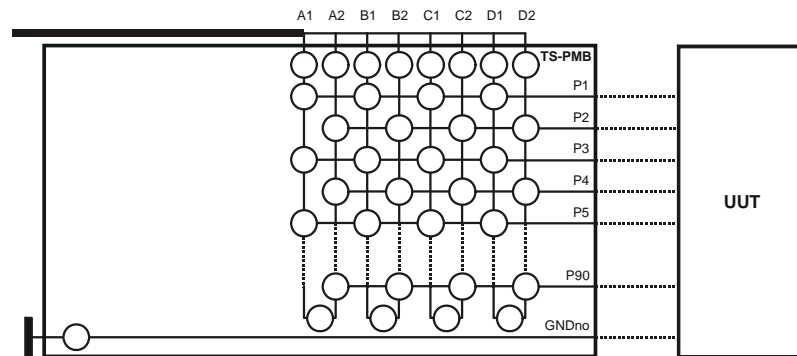 A1 A2 B1 B2 C1 C2 D1 D2
TS-PMB
P1
P2
P3
P4
P5
UUT
P90
GNDno